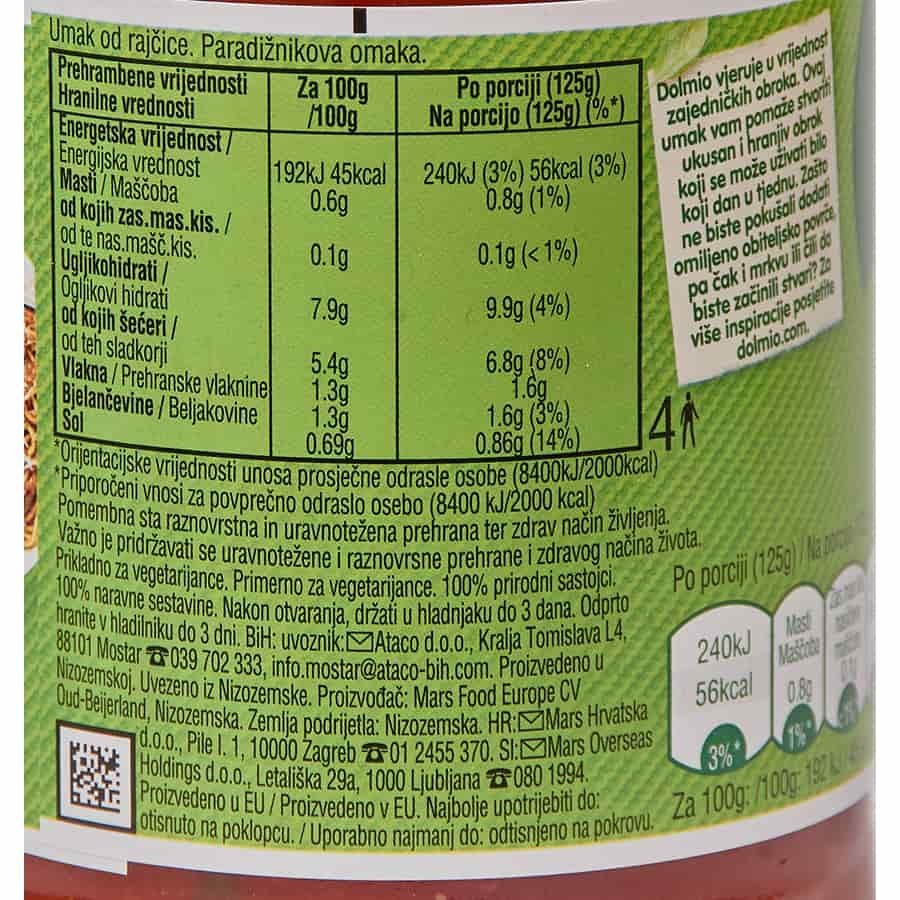 Umak od rajčice. Paradižnikova omaka.
Prehrambene vrijednosti
Hranilne vrednosti
Za 100g
/100g
Po porciji (125g)
Na porcijo (125g) (%*)
Energetska vrijednost /
Energijska vrednost 192kJ 45kcal 240kJ (3%) 56kcal (3%)
Masti / Maščoba 0.6g 0.8g (1%)
od kojih zas.mas.kis. /
od te nas.mašč.kis. 0.1g 0.1g (< 1%)
Ugljikohidrati /
Ogljikovi hidrati 7.9g 9.9g (4%)
od kojih šećeri /
od teh sladkorji 5.4g 6.8g (8%)
Vlakna / Prehranske vlaknine 1.3g 1.6g
Bjelančevine / Beljakovine 1.3g 1.6g (3%)
Sol 0.69g 0.86g (14%)
*Orijentacijske vrijednosti unosa prosječne odrasle osobe (8400kJ/2000kcal)
*Priporočeni vnosi za povprečno odraslo osebo (8400 kJ/2000 kcal)
Pomembna sta raznovrstna in uravnotežena prehrana ter zdrav način življenja.
Važno je pridržavati se uravnotežene i raznovrsne prehrane i zdravog načina života.
Prikladno za vegetarijance. Primerno za vegetarijance. 100% prirodni sastojci.
100% naravne sestavine. Nakon otvaranja, držati u hladnjaku do 3 dana. Odprto
hranite v hladilniku do 3 dni. BiH: uvoznik: Ataco d.o.o., Kralja Tomislava L4,
88101 Mostar 039 702 333, info.mostar@ataco-bih.com. Proizvedeno u
Nizozemskoj. Uvezeno iz Nizozemske. Proizvođač: Mars Food Europe CV
Oud-Beijerland, Nizozemska. Zemlja podrijetla: Nizozemska. HR: Mars Hrvatska
d.o.o., Pile I. 1, 10000 Zagreb 01 2455 370. SI: Mars Overseas
Holdings d.o.o., Letališka 29a, 1000 Ljubljana 080 1994.
Proizvedeno u EU / Proizvedeno v EU. Najbolje upotrijebiti do:
otisnuto na poklopcu. / Uporabno najmanj do: odtisnjeno na pokrovu.
Dolmio vjeruje u vrijednost
zajedničkih obroka. Ovaj
umak vam pomaže stvoriti
ukusan i hranjiv obrok
koji se može uživati bilo
koji dan u tjednu. Zašto
ne biste pokušali dodati
omiljeno obiteljsko povrće,
pa čak i mrkvu ili čili da
biste začinili stvari? Za
više inspiracije posjetite
dolmio.com.
4
Po porciji (125g) / Na
240kJ
56kcal
3%*
Masti
Maščoba
0.8g
1%*
Za 100g: /100g: 192 kJ